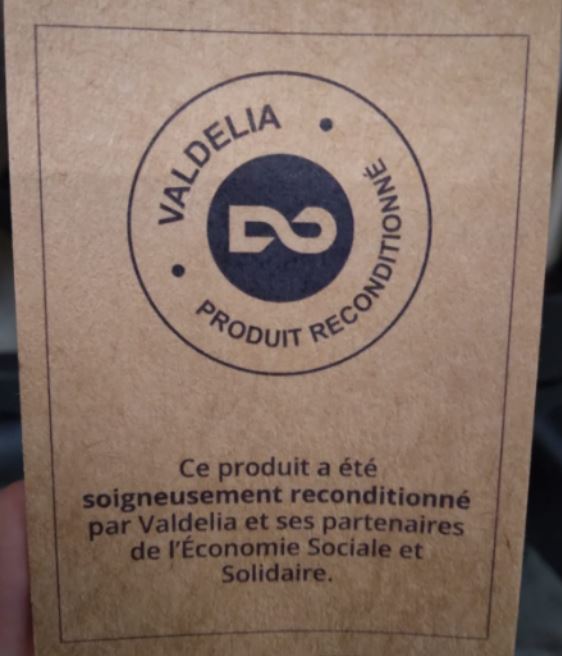 VALDELIA
PRODUIT RECONDITIONNÉ
Ce produit a été
soigneusement reconditionné
par Valdelia et ses partenaires
de l'Économie Sociale et
Solidaire.